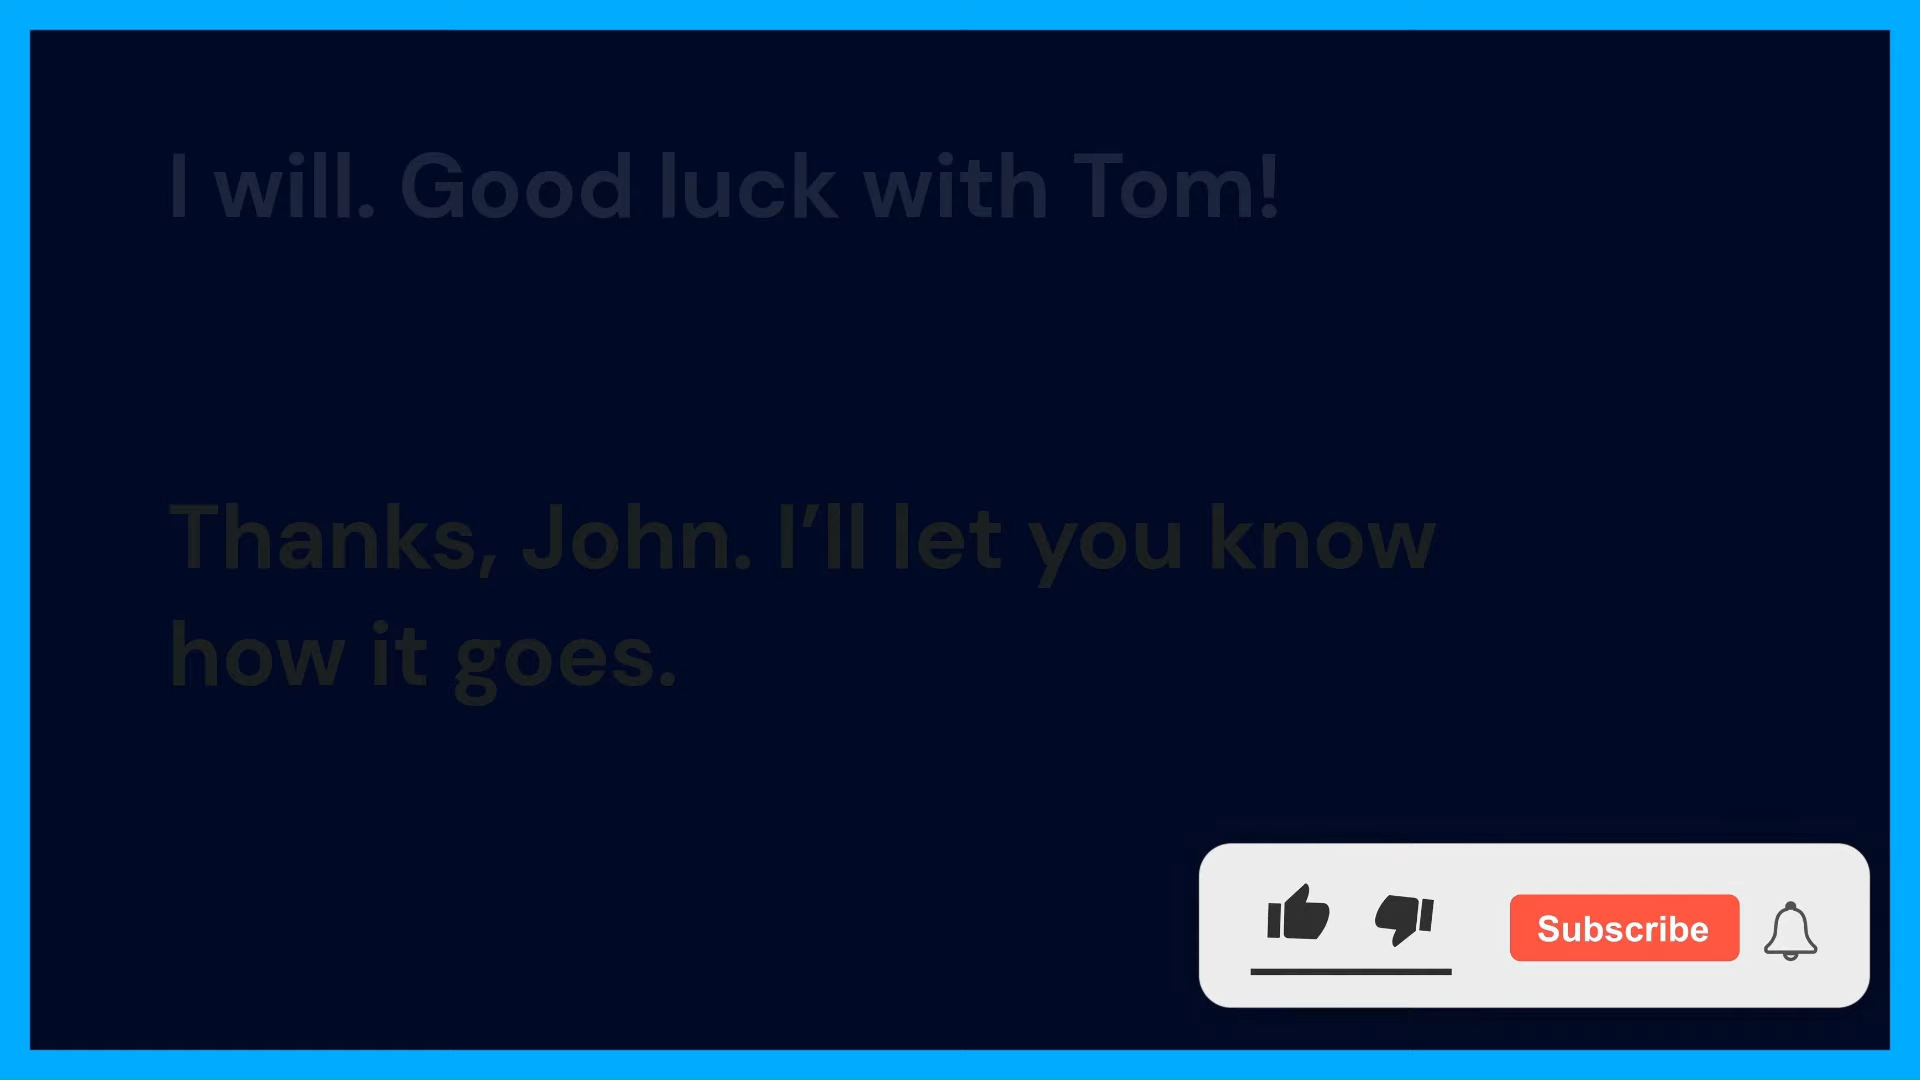 I will. Good luck with Tom!
Thanks, John. I’ll let you know
how it goes.
Subscribe